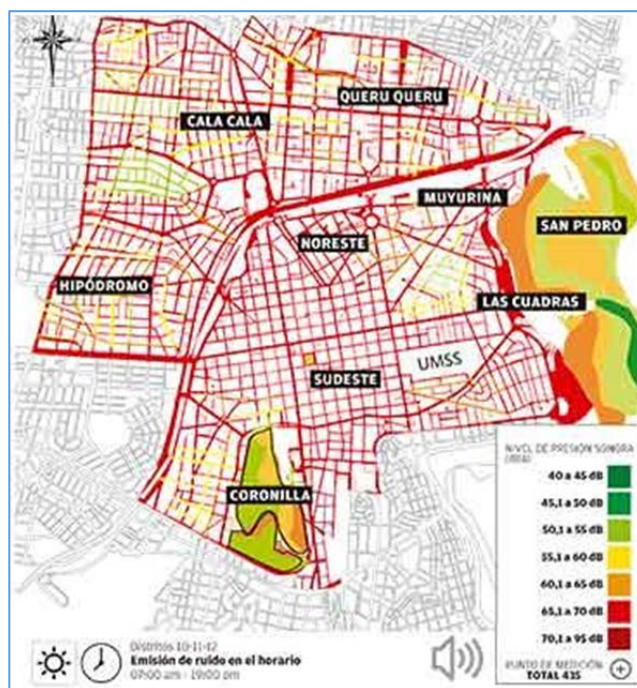 QUERU QUERU
CALA CALA
MUYURINA
SAN PEDRO
NORESTE
HIPÓDROMO
LAS CUADRAS
UMSS
SUDESTE
CORONILLA
NIVEL DE PRESIÓN SONORA
40 a 45 dB
45,1 a 50 dB
50,1 a 55 dB
55,1 a 60 dB
60,1 a 65 dB
65,1 a 70 dB
70,1 a 95 dB
PUNTO DE MEDICIÓN
TOTAL 435
Distritos 10-11-12
Emisión de ruido en el horario
07:00 am - 19:00 pm